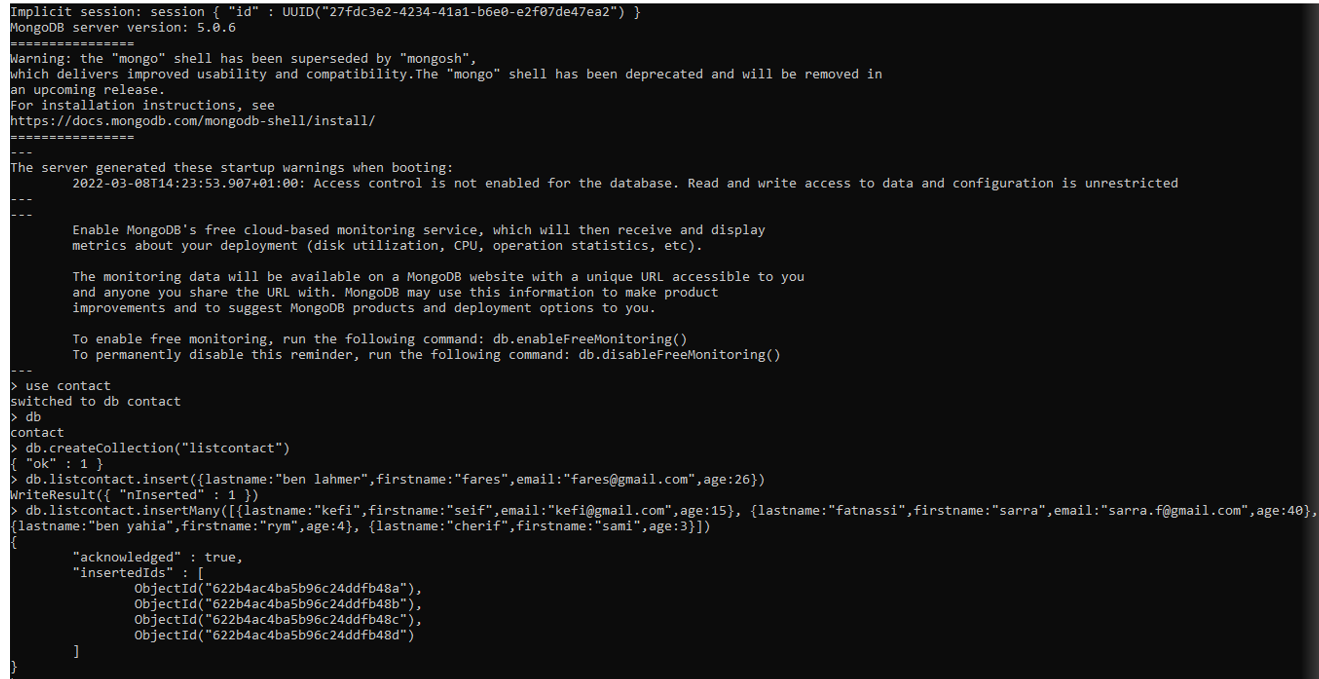 Implicit session: session { "id" : UUID("27fdc3e2-4234-41a1-b6e0-e2f07de47ea2") }
MongoDB server version: 5.0.6
================
Warning: the "mongo" shell has been superseded by "mongosh",
which delivers improved usability and compatibility.The "mongo" shell has been deprecated and will be removed in
an upcoming release.
For installation instructions, see
https://docs.mongodb.com/mongodb-shell/install/
================
---
The server generated these startup warnings when booting:
        2022-03-08T14:23:53.907+01:00: Access control is not enabled for the database. Read and write access to data and configuration is unrestricted
---
---
        Enable MongoDB's free cloud-based monitoring service, which will then receive and display
        metrics about your deployment (disk utilization, CPU, operation statistics, etc).

        The monitoring data will be available on a MongoDB website with a unique URL accessible to you
        and anyone you share the URL with. MongoDB may use this information to make product
        improvements and to suggest MongoDB products and deployment options to you.

        To enable free monitoring, run the following command: db.enableFreeMonitoring()
        To permanently disable this reminder, run the following command: db.disableFreeMonitoring()
---
> use contact
switched to db contact
> db
contact
> db.createCollection("listcontact")
{ "ok" : 1 }
> db.listcontact.insert({lastname:"ben lahmer",firstname:"fares",email:"fares@gmail.com",age:26})
WriteResult({ "nInserted" : 1 })
> db.listcontact.insertMany([{lastname:"kefi",firstname:"seif",email:"kefi@gmail.com",age:15}, {lastname:"fatnassi",firstname:"sarra",email:"sarra.f@gmail.com",age:40},
{lastname:"ben yahia",firstname:"rym",age:4}, {lastname:"cherif",firstname:"sami",age:3}])
{
        "acknowledged" : true,
        "insertedIds" : [
                ObjectId("622b4ac4ba5b96c24ddfb48a"),
                ObjectId("622b4ac4ba5b96c24ddfb48b"),
                ObjectId("622b4ac4ba5b96c24ddfb48c"),
                ObjectId("622b4ac4ba5b96c24ddfb48d")
        ]
}